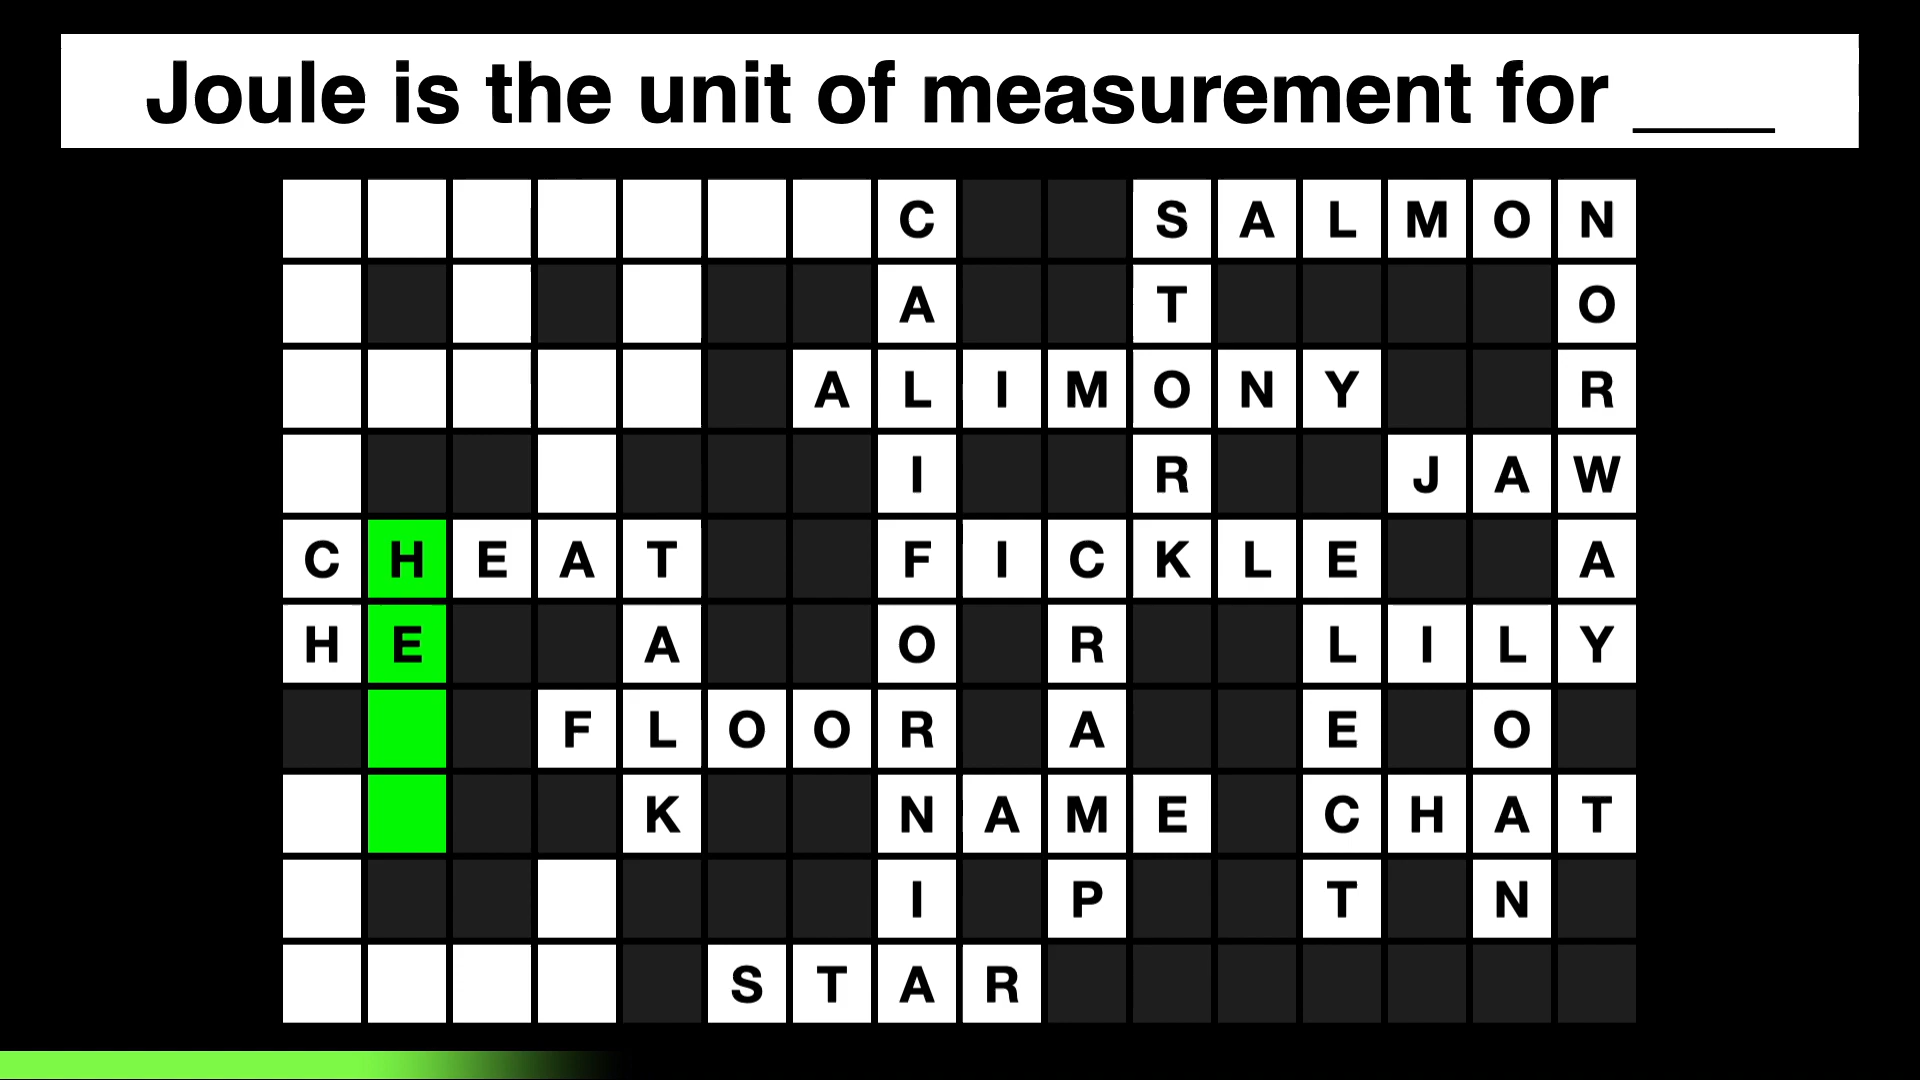 Joule is the unit of measurement for ____
C S A L M O N
A T O
A L I M O N Y R
I R J A W
C H E A T F I C K L E A
H E A O R L I L Y
F L O O R A E O
K N A M E C H A T
I P T N
S T A R